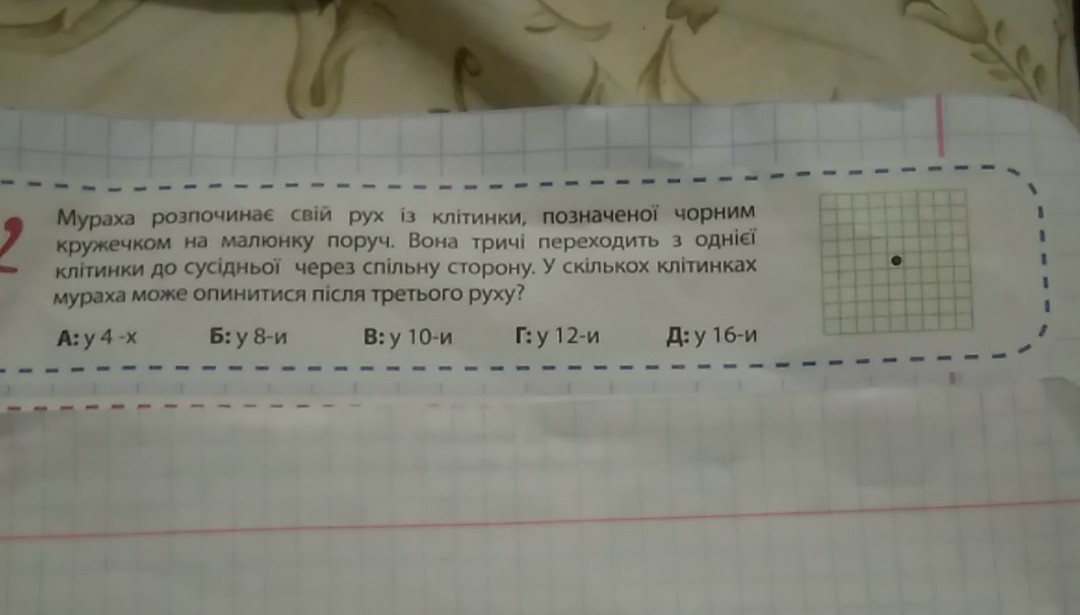 2
Мураха розпочинає свій рух із клітинки, позначеної чорним
кружечком на малюнку поруч. Вона тричі переходить з однієї
клітинки до сусідньої через спільну сторону. У скількох клітинках
мураха може опинитися після третього руху?
А: у 4 -х Б: у 8-и В: у 10-и Г: у 12-и Д: у 16-и